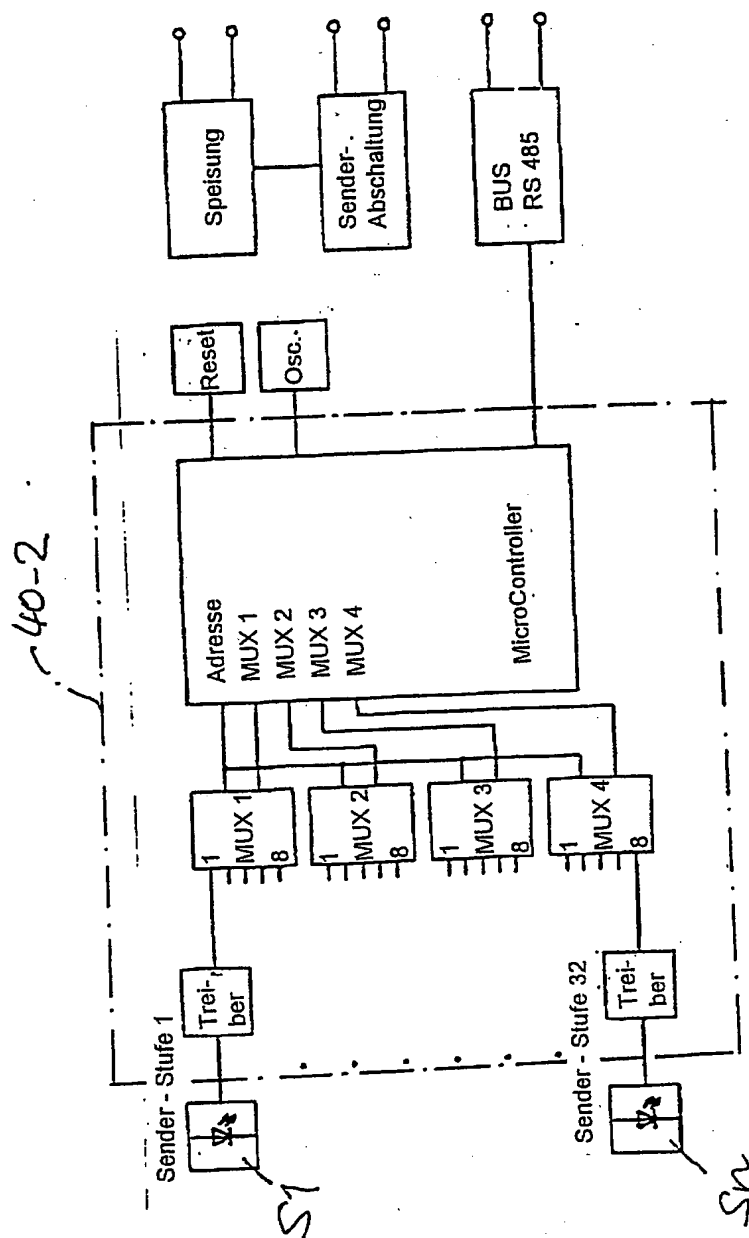 40-2
Speisung
Sender-
Abschaltung
BUS
RS 485
Reset
Osc.
Adresse
MUX 1
MUX 2
MUX 3
MUX 4
MicroController
1
MUX 1
8
1
MUX 2
8
1
MUX 3
8
1
MUX 4
8
Trei-
ber
Sender - Stufe 1
S1
Trei-
ber
Sender - Stufe 32
Sn